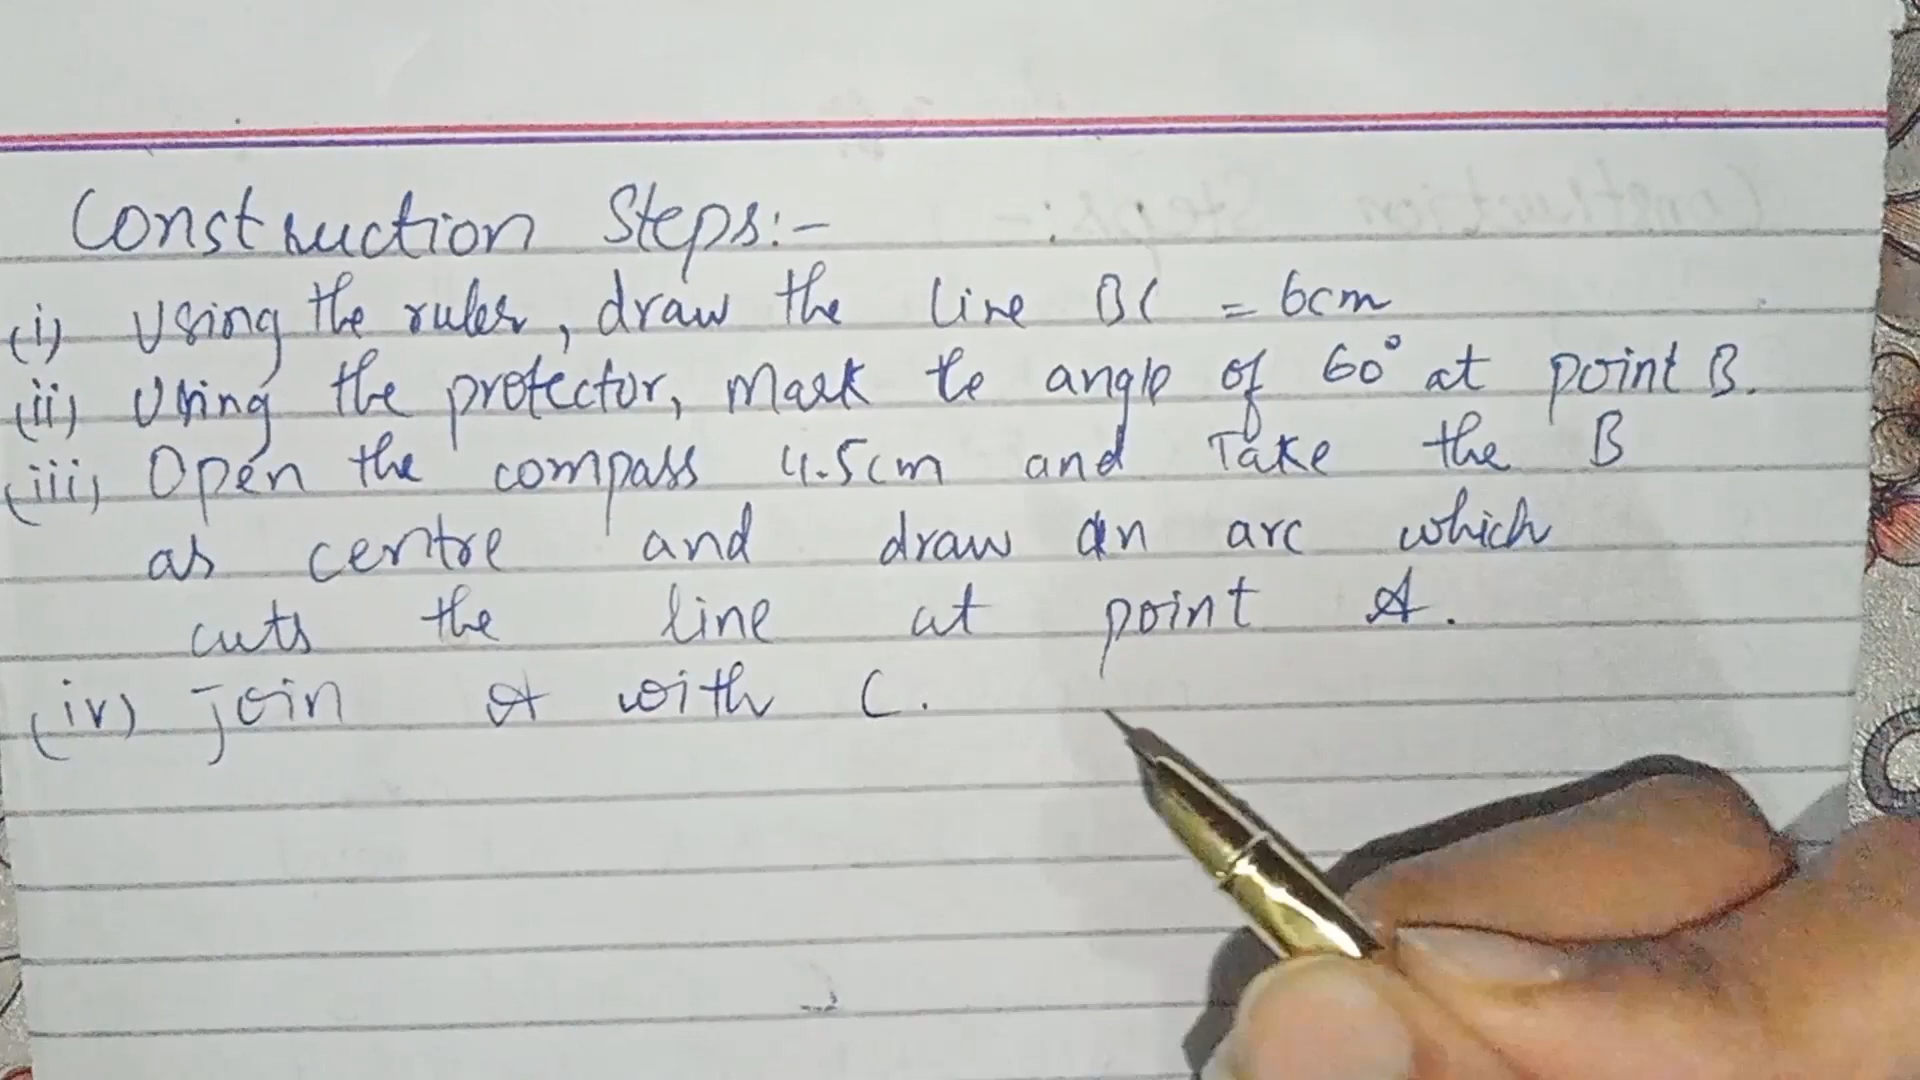 Construction Steps:-
(i) Using the ruler, draw the line BC = 6cm
(ii) Using the protector, Mark the angle of 60° at point B.
(iii) Open the compass 4.5cm and Take the B
as centre and draw an arc which
cuts the line at point A.
(iv) join A with C.